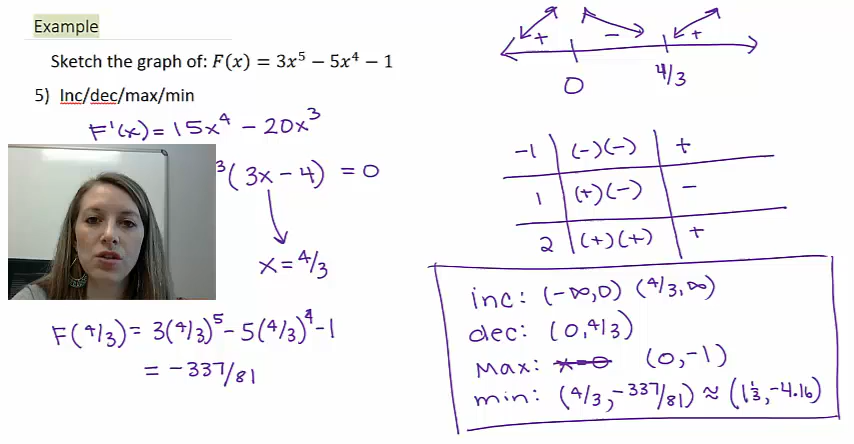 Example
Sketch the graph of: F(x) = 3x⁵ − 5x⁴ − 1
5) Inc/dec/max/min
F'(x) = 15x⁴ − 20x³
³(3x − 4) = 0
x = 4/3
F(4/3) = 3(4/3)⁵ − 5(4/3)⁴ − 1
= −337/81
+ − +
0 4/3
−1 (−)(−) +
1 (+)(−) −
2 (+)(+) +
inc: (−∞,0) (4/3,∞)
dec: (0,4/3)
Max: x=0 (0,−1)
min: (4/3, −337/81) ≈ (1⅓, −4.16)